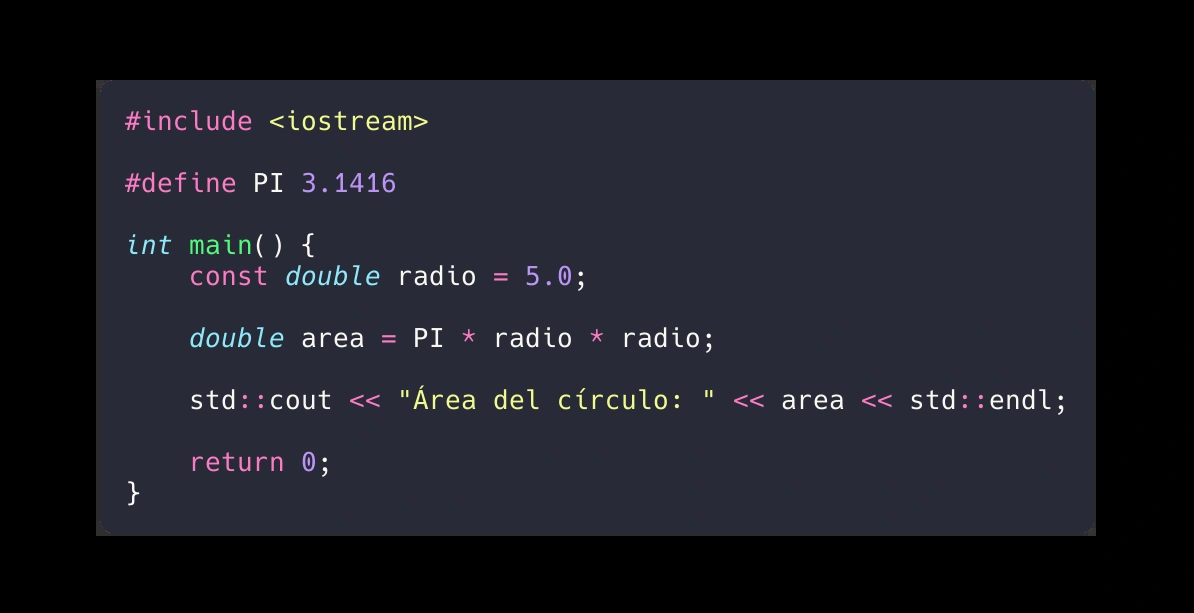 #include <iostream>
#define PI 3.1416
int main() {
    const double radio = 5.0;
    double area = PI * radio * radio;
    std::cout << "Área del círculo: " << area << std::endl;
    return 0;
}